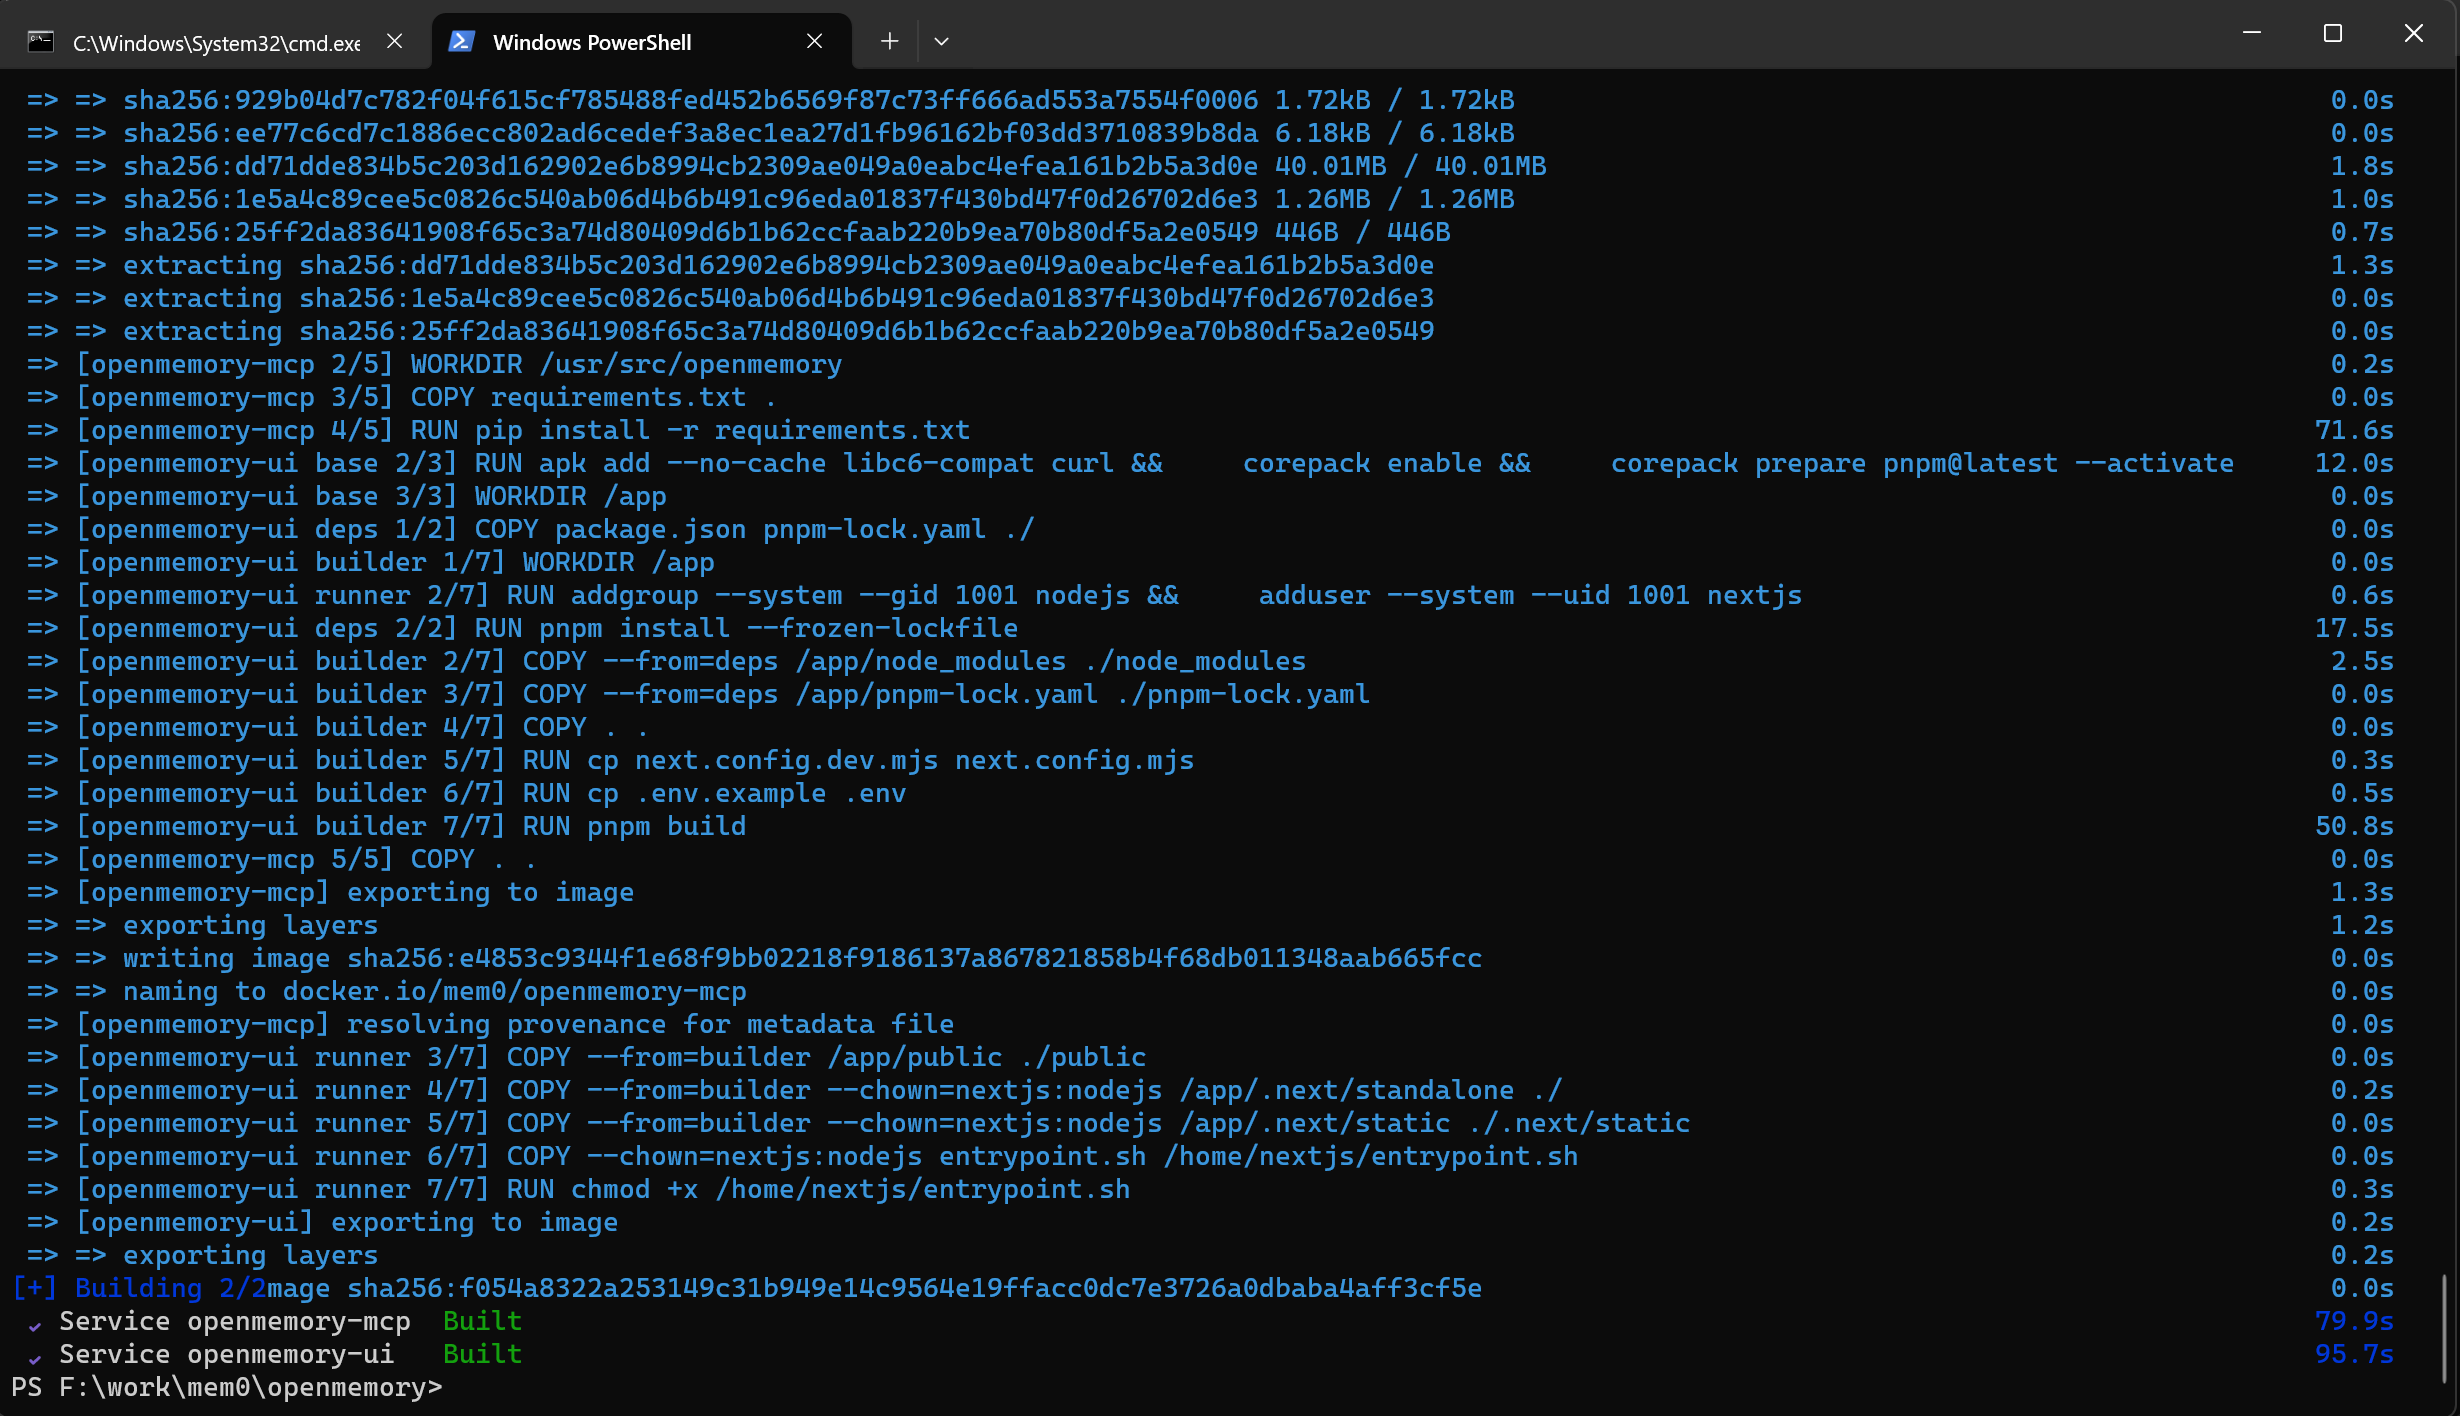 C:\Windows\System32\cmd.exe
Windows PowerShell
=> => sha256:929b04d7c782f04f615cf785488fed452b6569f87c73ff666ad553a7554f0006 1.72kB / 1.72kB 0.0s
=> => sha256:ee77c6cd7c1886ecc802ad6cedef3a8ec1ea27d1fb96162bf03dd3710839b8da 6.18kB / 6.18kB 0.0s
=> => sha256:dd71dde834b5c203d162902e6b8994cb2309ae049a0eabc4efea161b2b5a3d0e 40.01MB / 40.01MB 1.8s
=> => sha256:1e5a4c89cee5c0826c540ab06d4b6b491c96eda01837f430bd47f0d26702d6e3 1.26MB / 1.26MB 1.0s
=> => sha256:25ff2da83641908f65c3a74d80409d6b1b62ccfaab220b9ea70b80df5a2e0549 446B / 446B 0.7s
=> => extracting sha256:dd71dde834b5c203d162902e6b8994cb2309ae049a0eabc4efea161b2b5a3d0e 1.3s
=> => extracting sha256:1e5a4c89cee5c0826c540ab06d4b6b491c96eda01837f430bd47f0d26702d6e3 0.0s
=> => extracting sha256:25ff2da83641908f65c3a74d80409d6b1b62ccfaab220b9ea70b80df5a2e0549 0.0s
=> [openmemory-mcp 2/5] WORKDIR /usr/src/openmemory 0.2s
=> [openmemory-mcp 3/5] COPY requirements.txt . 0.0s
=> [openmemory-mcp 4/5] RUN pip install -r requirements.txt 71.6s
=> [openmemory-ui base 2/3] RUN apk add --no-cache libc6-compat curl &&     corepack enable &&     corepack prepare pnpm@latest --activate 12.0s
=> [openmemory-ui base 3/3] WORKDIR /app 0.0s
=> [openmemory-ui deps 1/2] COPY package.json pnpm-lock.yaml ./ 0.0s
=> [openmemory-ui builder 1/7] WORKDIR /app 0.0s
=> [openmemory-ui runner 2/7] RUN addgroup --system --gid 1001 nodejs &&     adduser --system --uid 1001 nextjs 0.6s
=> [openmemory-ui deps 2/2] RUN pnpm install --frozen-lockfile 17.5s
=> [openmemory-ui builder 2/7] COPY --from=deps /app/node_modules ./node_modules 2.5s
=> [openmemory-ui builder 3/7] COPY --from=deps /app/pnpm-lock.yaml ./pnpm-lock.yaml 0.0s
=> [openmemory-ui builder 4/7] COPY . . 0.0s
=> [openmemory-ui builder 5/7] RUN cp next.config.dev.mjs next.config.mjs 0.3s
=> [openmemory-ui builder 6/7] RUN cp .env.example .env 0.5s
=> [openmemory-ui builder 7/7] RUN pnpm build 50.8s
=> [openmemory-mcp 5/5] COPY . . 0.0s
=> [openmemory-mcp] exporting to image 1.3s
=> => exporting layers 1.2s
=> => writing image sha256:e4853c9344f1e68f9bb02218f9186137a867821858b4f68db011348aab665fcc 0.0s
=> => naming to docker.io/mem0/openmemory-mcp 0.0s
=> [openmemory-mcp] resolving provenance for metadata file 0.0s
=> [openmemory-ui runner 3/7] COPY --from=builder /app/public ./public 0.0s
=> [openmemory-ui runner 4/7] COPY --from=builder --chown=nextjs:nodejs /app/.next/standalone ./ 0.2s
=> [openmemory-ui runner 5/7] COPY --from=builder --chown=nextjs:nodejs /app/.next/static ./.next/static 0.0s
=> [openmemory-ui runner 6/7] COPY --chown=nextjs:nodejs entrypoint.sh /home/nextjs/entrypoint.sh 0.0s
=> [openmemory-ui runner 7/7] RUN chmod +x /home/nextjs/entrypoint.sh 0.3s
=> [openmemory-ui] exporting to image 0.2s
=> => exporting layers 0.2s
[+] Building 2/2mage sha256:f054a8322a253149c31b949e14c9564e19ffacc0dc7e3726a0dbaba4aff3cf5e 0.0s
✔ Service openmemory-mcp  Built 79.9s
✔ Service openmemory-ui   Built 95.7s
PS F:\work\mem0\openmemory>